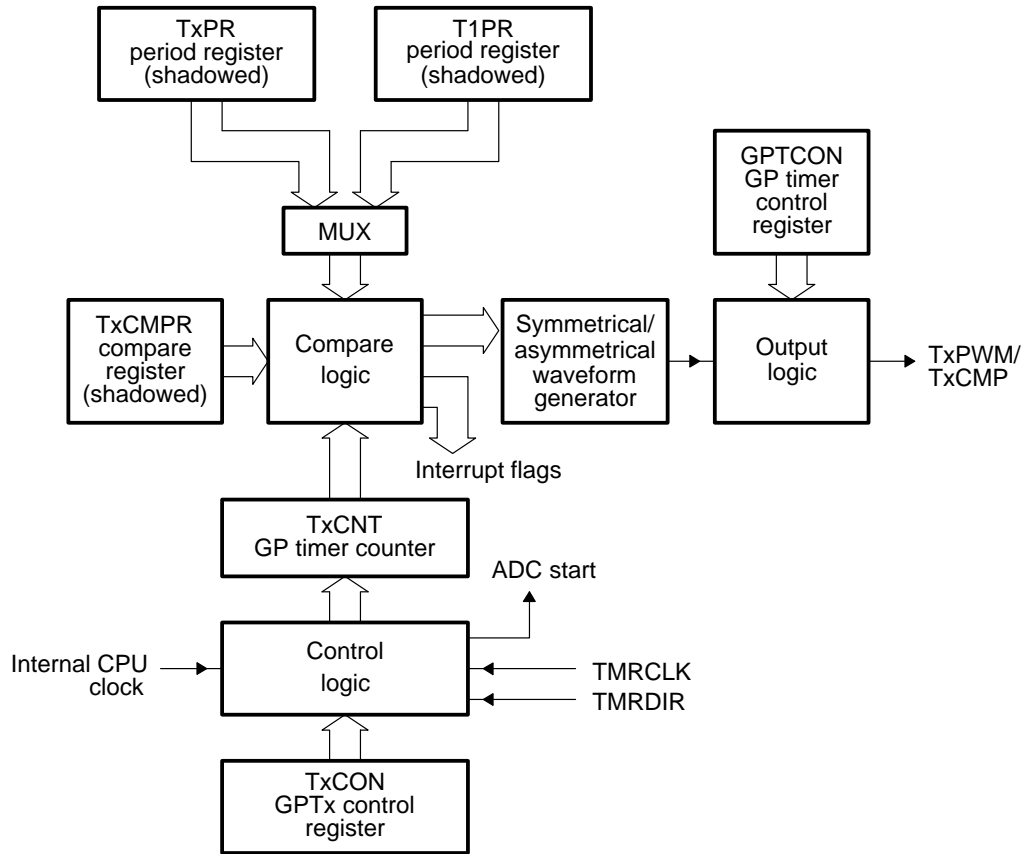 TxPR
period register
(shadowed)
T1PR
period register
(shadowed)
GPTCON
GP timer
control
register
MUX
TxCMPR
compare
register
(shadowed)
Compare
logic
Symmetrical/
asymmetrical
waveform
generator
Output
logic
TxPWM/
TxCMP
Interrupt flags
TxCNT
GP timer counter
ADC start
Internal CPU
clock
Control
logic
TMRCLK
TMRDIR
TxCON
GPTx control
register